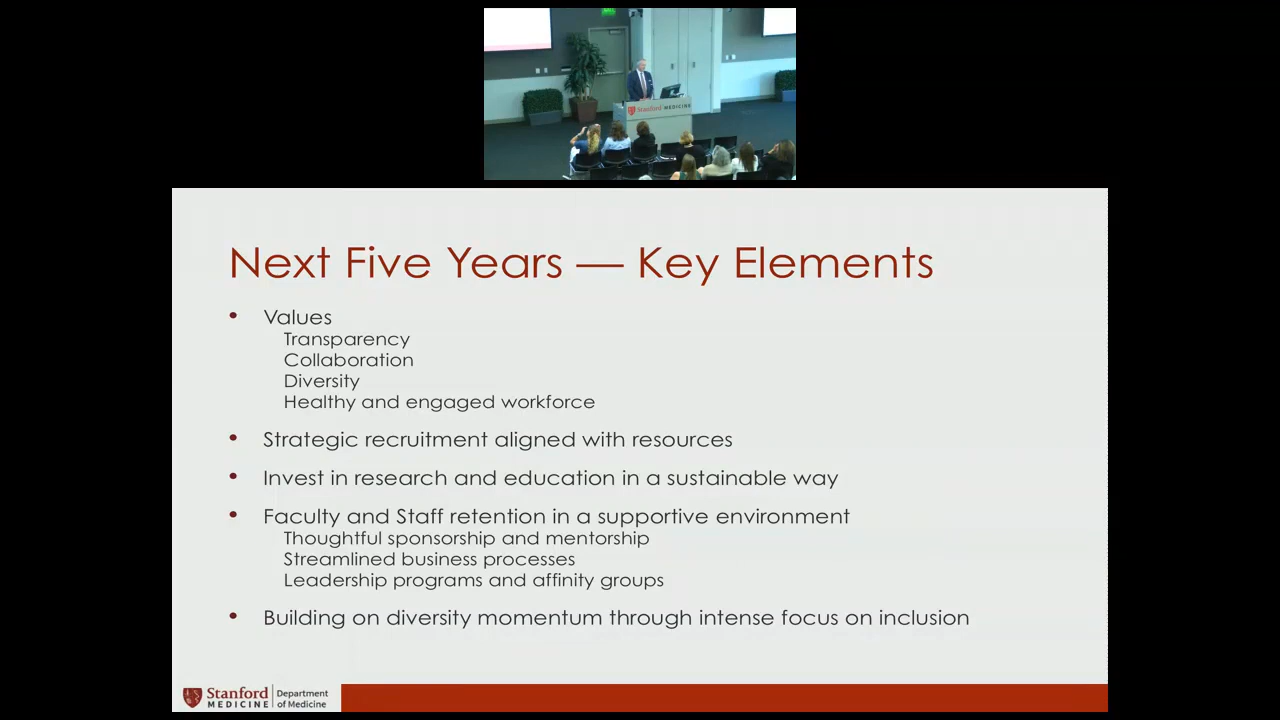 Stanford MEDICINE
Next Five Years — Key Elements
• Values
Transparency
Collaboration
Diversity
Healthy and engaged workforce
• Strategic recruitment aligned with resources
• Invest in research and education in a sustainable way
• Faculty and Staff retention in a supportive environment
Thoughtful sponsorship and mentorship
Streamlined business processes
Leadership programs and affinity groups
• Building on diversity momentum through intense focus on inclusion
Stanford
MEDICINE
Department
of Medicine